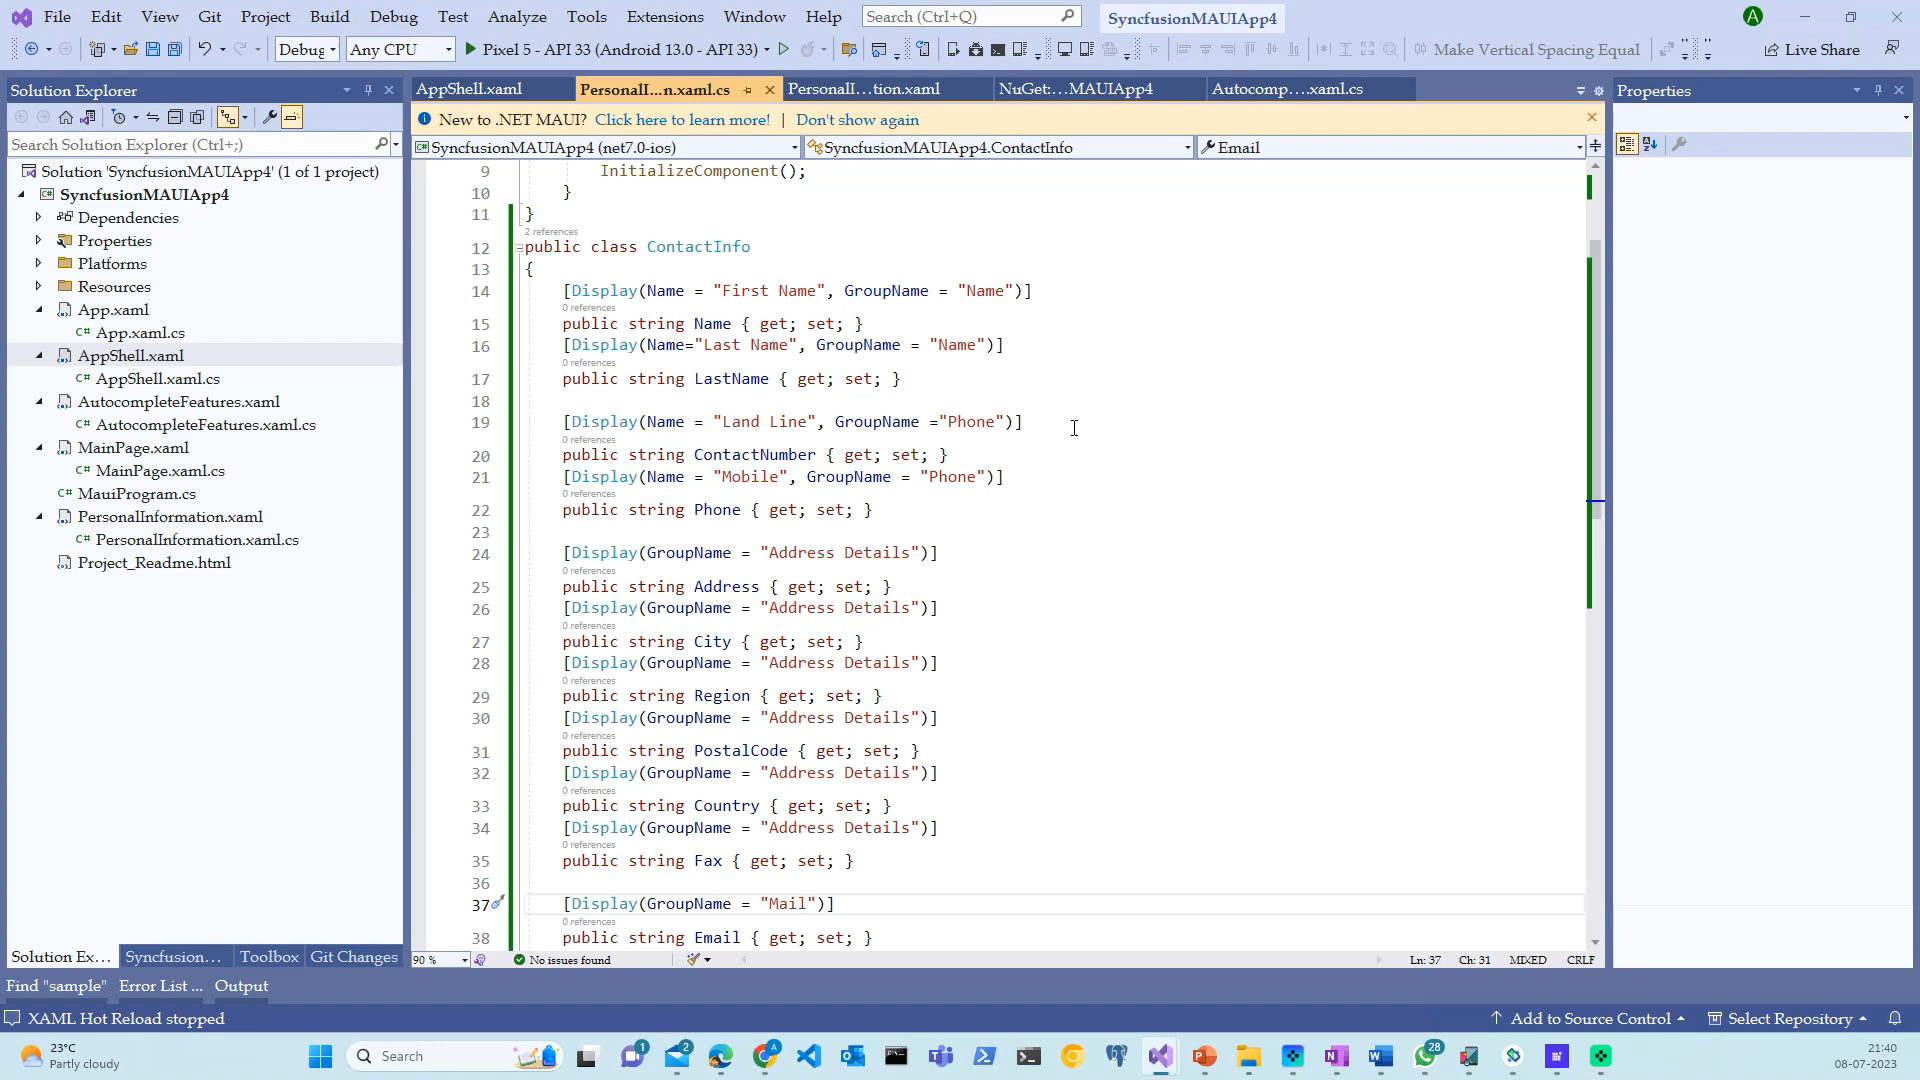 File Edit View Git Project Build Debug Test Analyze Tools Extensions Window Help Search (Ctrl+Q) SyncfusionMAUIApp4 A
Debug Any CPU Pixel 5 - API 33 (Android 13.0 - API 33) Make Vertical Spacing Equal Live Share
Solution Explorer
Search Solution Explorer (Ctrl+;)
Solution 'SyncfusionMAUIApp4' (1 of 1 project)
SyncfusionMAUIApp4
Dependencies
Properties
Platforms
Resources
App.xaml
C# App.xaml.cs
AppShell.xaml
C# AppShell.xaml.cs
AutocompleteFeatures.xaml
C# AutocompleteFeatures.xaml.cs
MainPage.xaml
C# MainPage.xaml.cs
C# MauiProgram.cs
PersonalInformation.xaml
C# PersonalInformation.xaml.cs
Project_Readme.html
Solution Ex... Syncfusion... Toolbox Git Changes
AppShell.xaml PersonalI...n.xaml.cs PersonalI...tion.xaml NuGet:...MAUIApp4 Autocomp....xaml.cs
New to .NET MAUI? Click here to learn more! | Don't show again
SyncfusionMAUIApp4 (net7.0-ios) SyncfusionMAUIApp4.ContactInfo Email
9 InitializeComponent();
10 }
11 }
2 references
12 public class ContactInfo
13 {
14 [Display(Name = "First Name", GroupName = "Name")]
0 references
15 public string Name { get; set; }
16 [Display(Name="Last Name", GroupName = "Name")]
0 references
17 public string LastName { get; set; }
18
19 [Display(Name = "Land Line", GroupName ="Phone")]
0 references
20 public string ContactNumber { get; set; }
21 [Display(Name = "Mobile", GroupName = "Phone")]
0 references
22 public string Phone { get; set; }
23
24 [Display(GroupName = "Address Details")]
0 references
25 public string Address { get; set; }
26 [Display(GroupName = "Address Details")]
0 references
27 public string City { get; set; }
28 [Display(GroupName = "Address Details")]
0 references
29 public string Region { get; set; }
30 [Display(GroupName = "Address Details")]
0 references
31 public string PostalCode { get; set; }
32 [Display(GroupName = "Address Details")]
0 references
33 public string Country { get; set; }
34 [Display(GroupName = "Address Details")]
0 references
35 public string Fax { get; set; }
36
37 [Display(GroupName = "Mail")]
0 references
38 public string Email { get; set; }
90 % No issues found Ln: 37 Ch: 31 MIXED CRLF
Properties
Find "sample" Error List ... Output
XAML Hot Reload stopped Add to Source Control Select Repository
23°C
Partly cloudy
Search
1 2 A 28
21:40
08-07-2023